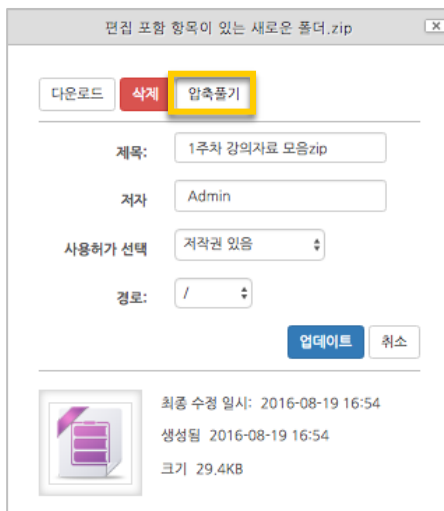 편집 포함 항목이 있는 새로운 폴더.zip
다운로드 삭제 압축풀기
제목: 1주차 강의자료 모음zip
저자 Admin
사용허가 선택 저작권 있음
경로: /
업데이트 취소
최종 수정 일시: 2016-08-19 16:54
생성됨 2016-08-19 16:54
크기 29.4KB